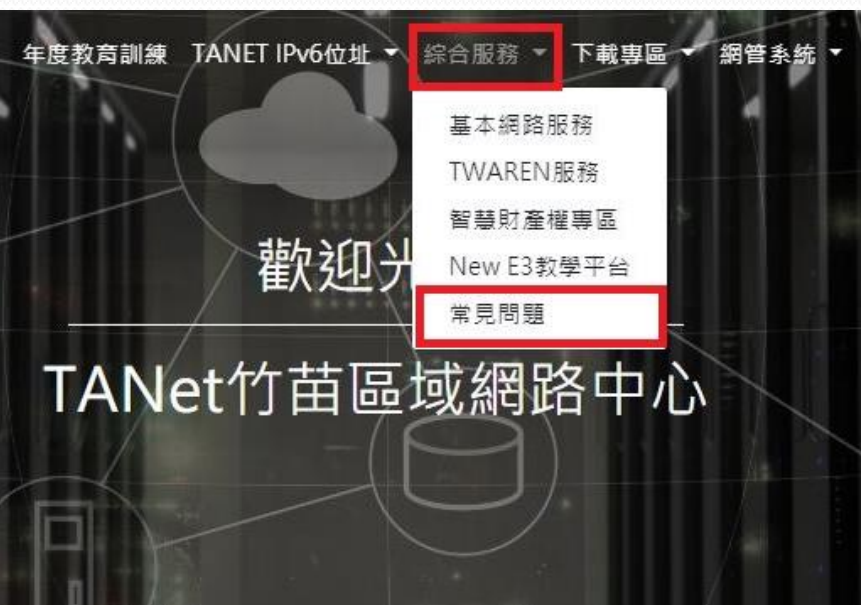 年度教育訓練 TANET IPv6位址 綜合服務 下載專區 網管系統
基本網路服務
TWAREN服務
智慧財產權專區
New E3教學平台
常見問題
歡迎光
TANet竹苗區域網路中心